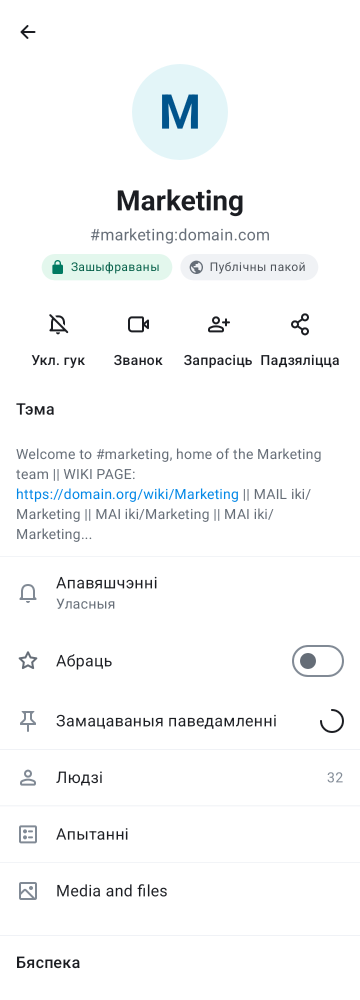 M
Marketing
#marketing:domain.com
Зашыфраваны
Публічны пакой
Укл. гук
Званок
Запрасіць
Падзяліцца
Тэма
Welcome to #marketing, home of the Marketing
team || WIKI PAGE:
https://domain.org/wiki/Marketing || MAIL iki/
Marketing || MAI iki/Marketing || MAI iki/
Marketing...
Апавяшчэнні
Уласныя
Абраць
Замацаваныя паведамленні
Людзі 32
Апытанні
Media and files
Бяспека